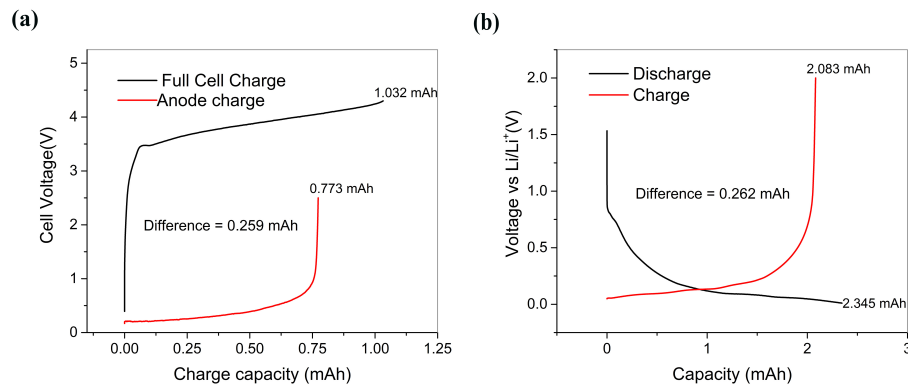 (a)
Cell Voltage(V)
5
4
3
2
1
0
Full Cell Charge
Anode charge
1.032 mAh
0.773 mAh
Difference = 0.259 mAh
0.00 0.25 0.50 0.75 1.00 1.25
Charge capacity (mAh)
(b)
Voltage vs Li/Li⁺(V)
2.0
1.5
1.0
0.5
0.0
Discharge
Charge
2.083 mAh
Difference = 0.262 mAh
2.345 mAh
0 1 2 3
Capacity (mAh)